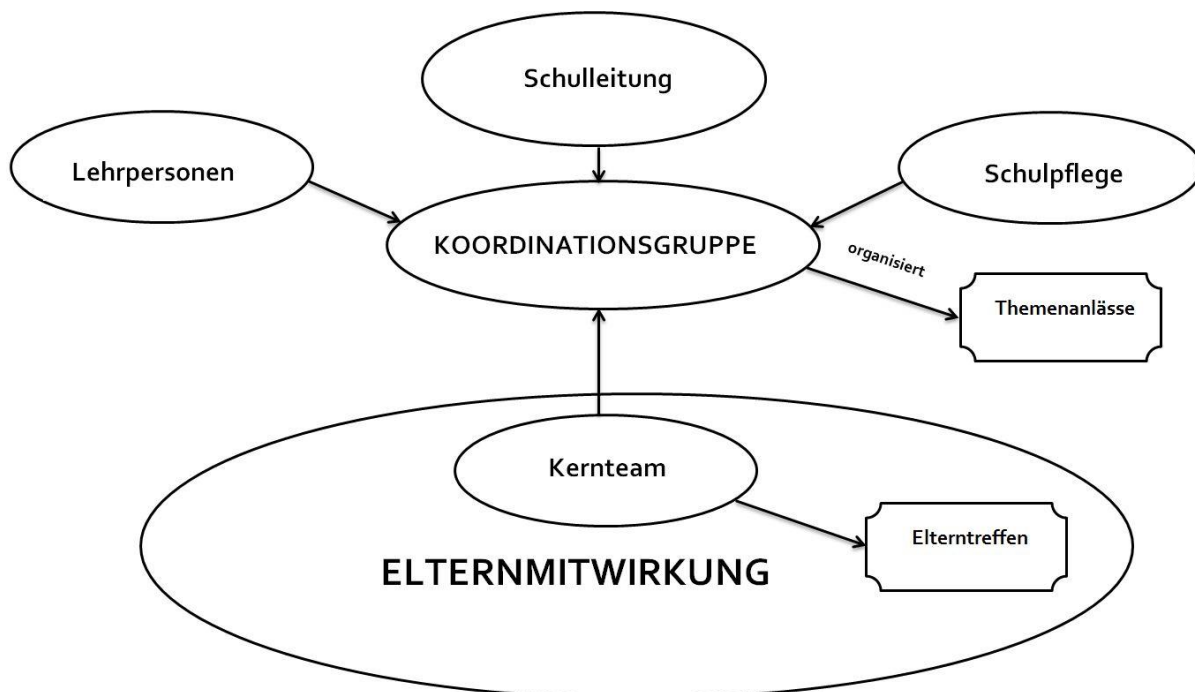 Schulleitung
Lehrpersonen
Schulpflege
KOORDINATIONSGRUPPE
organisiert
Themenanlässe
Kernteam
Elterntreffen
ELTERNMITWIRKUNG